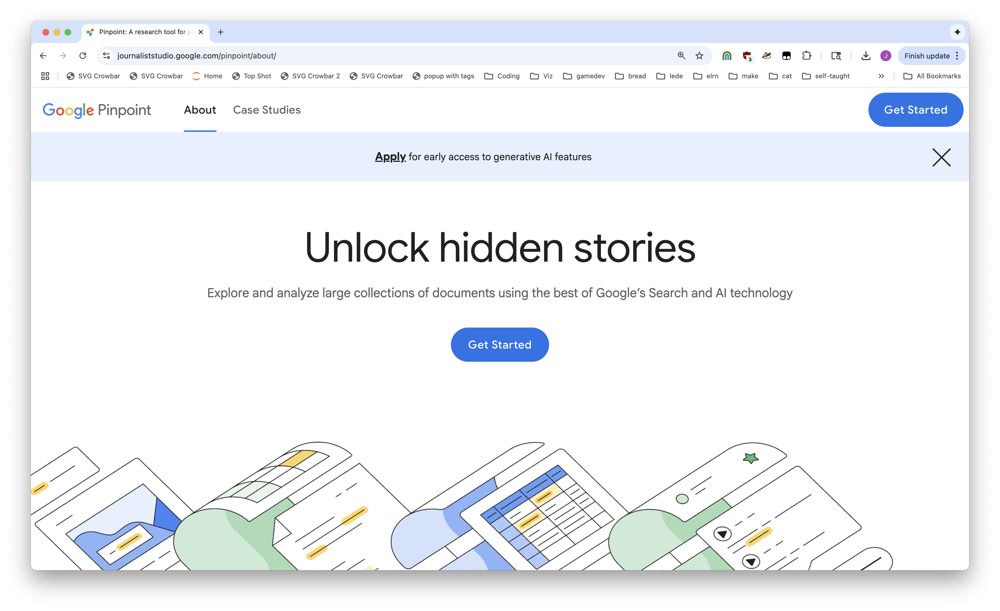 Pinpoint: A research tool for jo
journaliststudio.google.com/pinpoint/about/
3
J
Finish update
SVG Crowbar
SVG Crowbar
Home
Top Shot
SVG Crowbar 2
SVG Crowbar
popup with tags
Coding
Viz
gamedev
bread
lede
elrn
make
cat
self-taught
All Bookmarks
Google Pinpoint
About
Case Studies
Get Started
Apply for early access to generative AI features
Unlock hidden stories
Explore and analyze large collections of documents using the best of Google’s Search and AI technology
Get Started